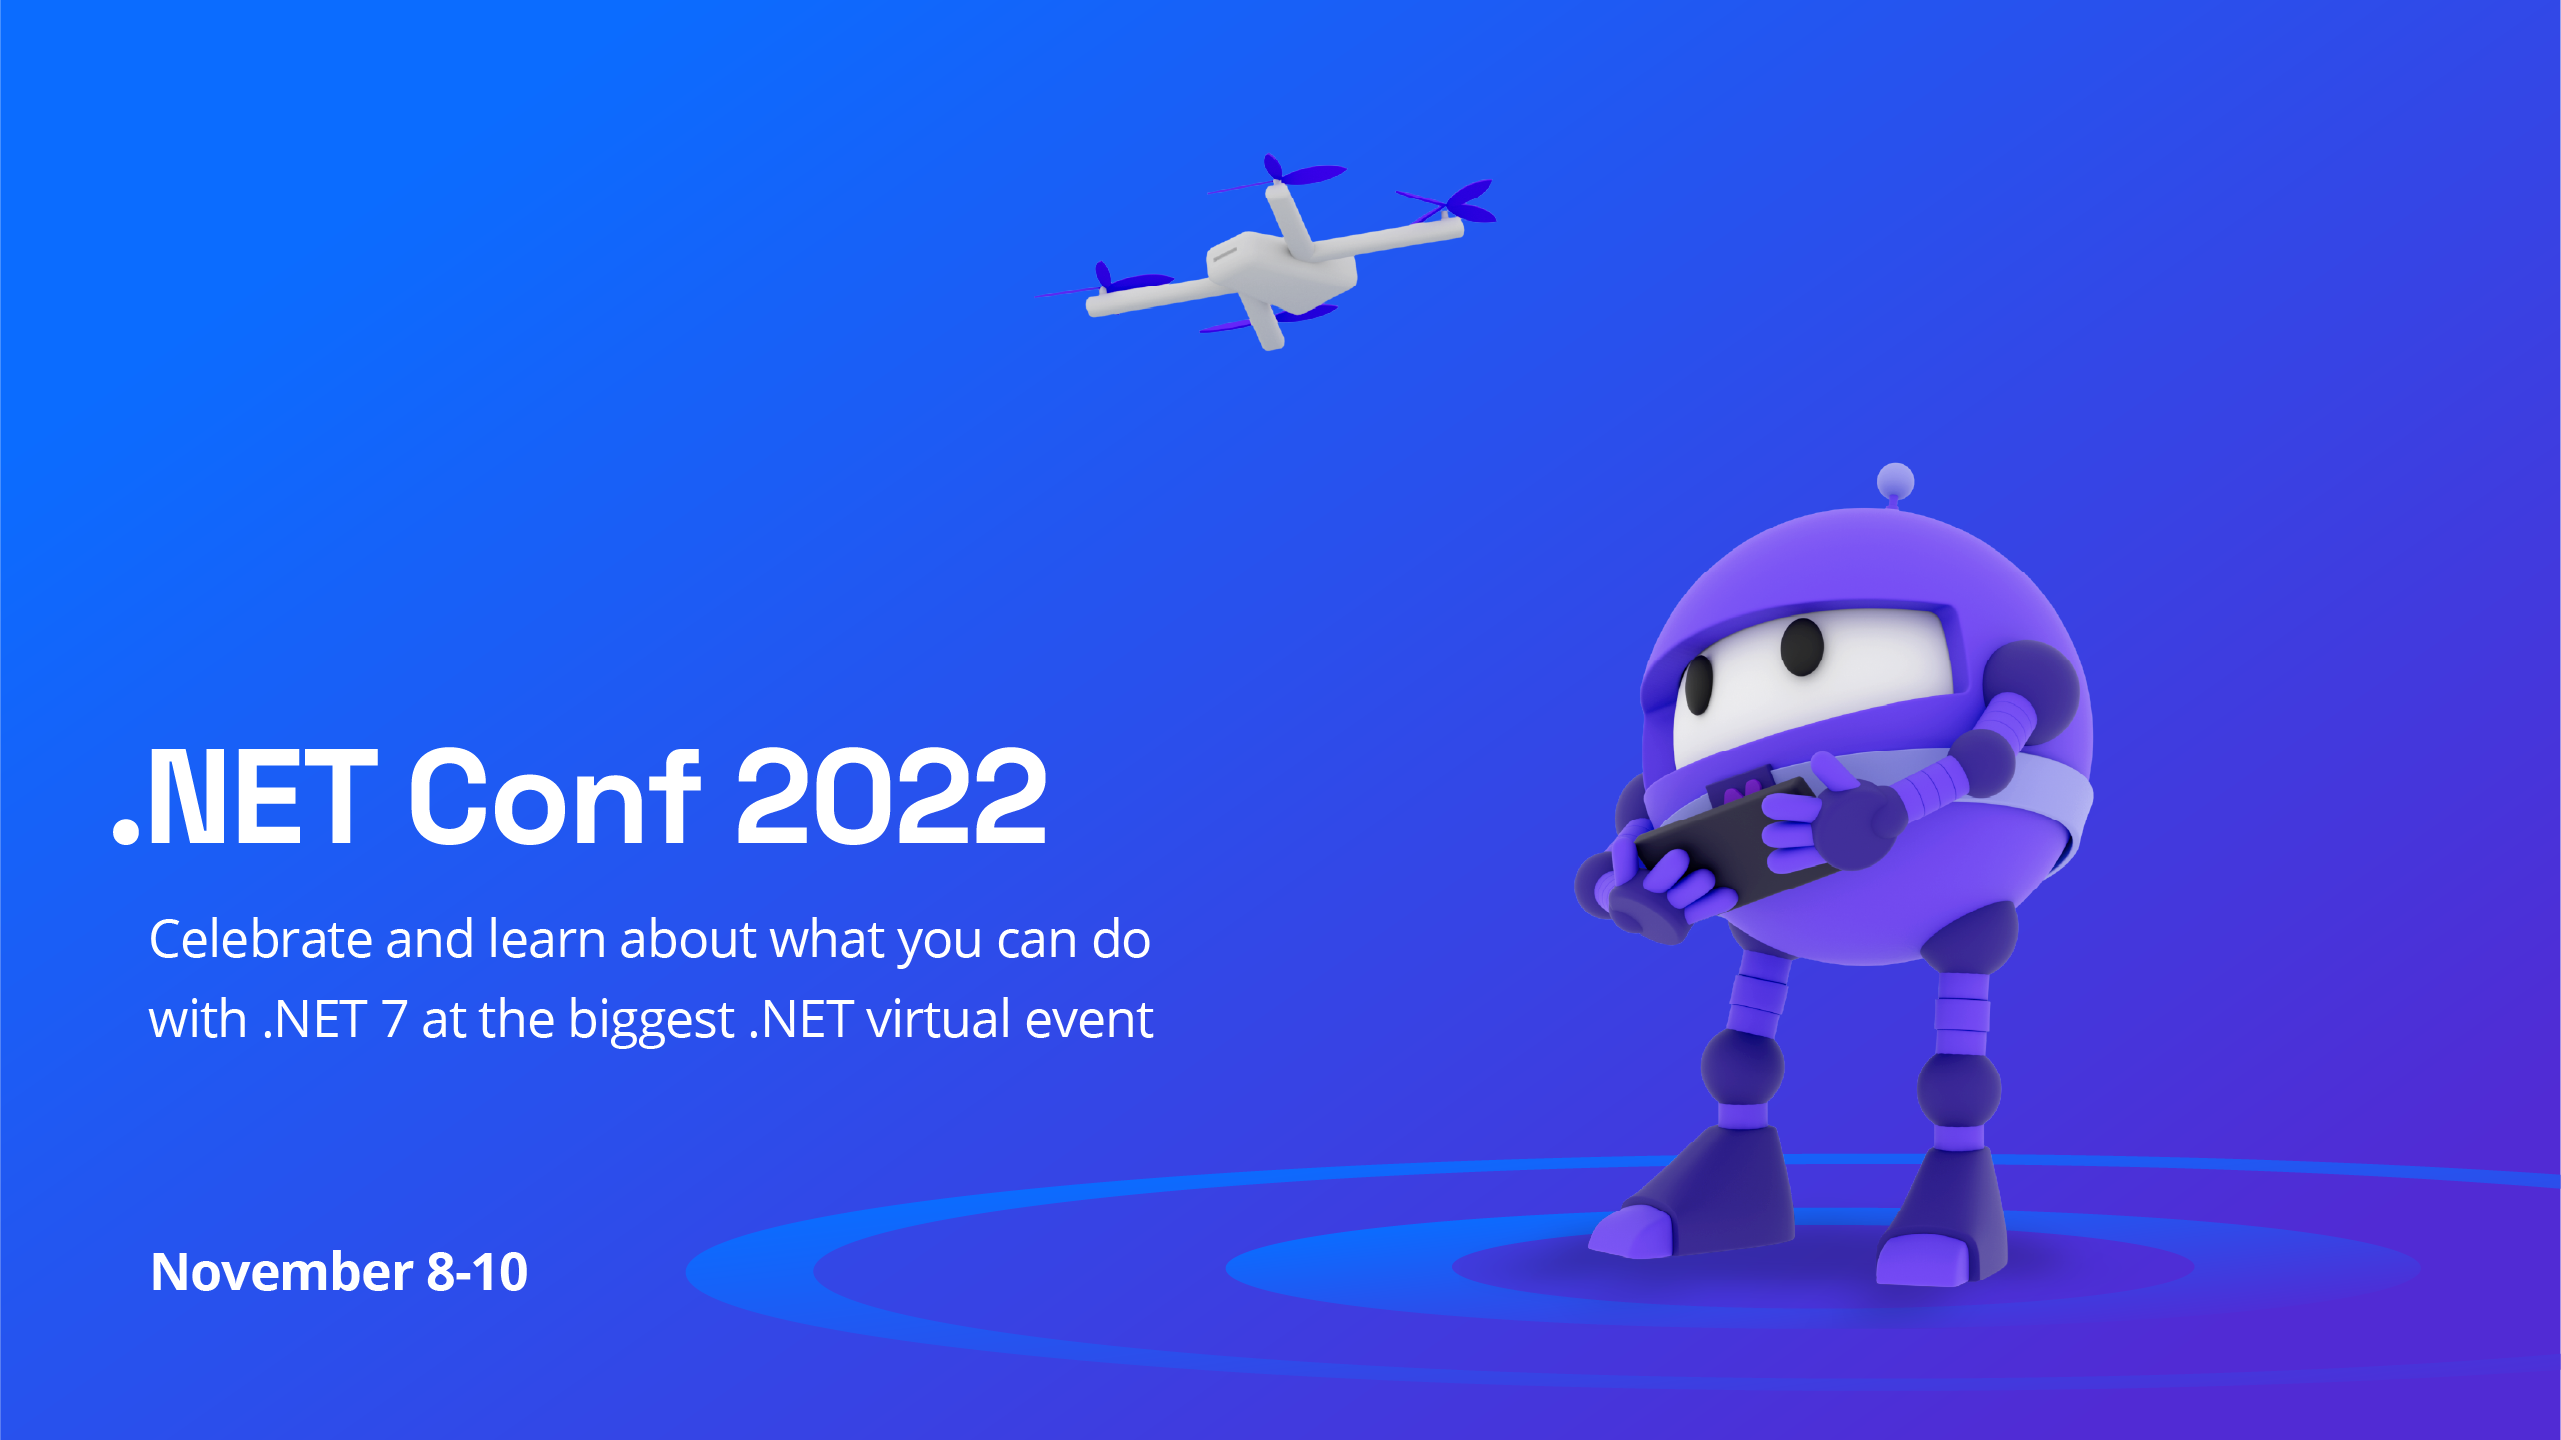 .NET Conf 2022
Celebrate and learn about what you can do
with .NET 7 at the biggest .NET virtual event
November 8-10